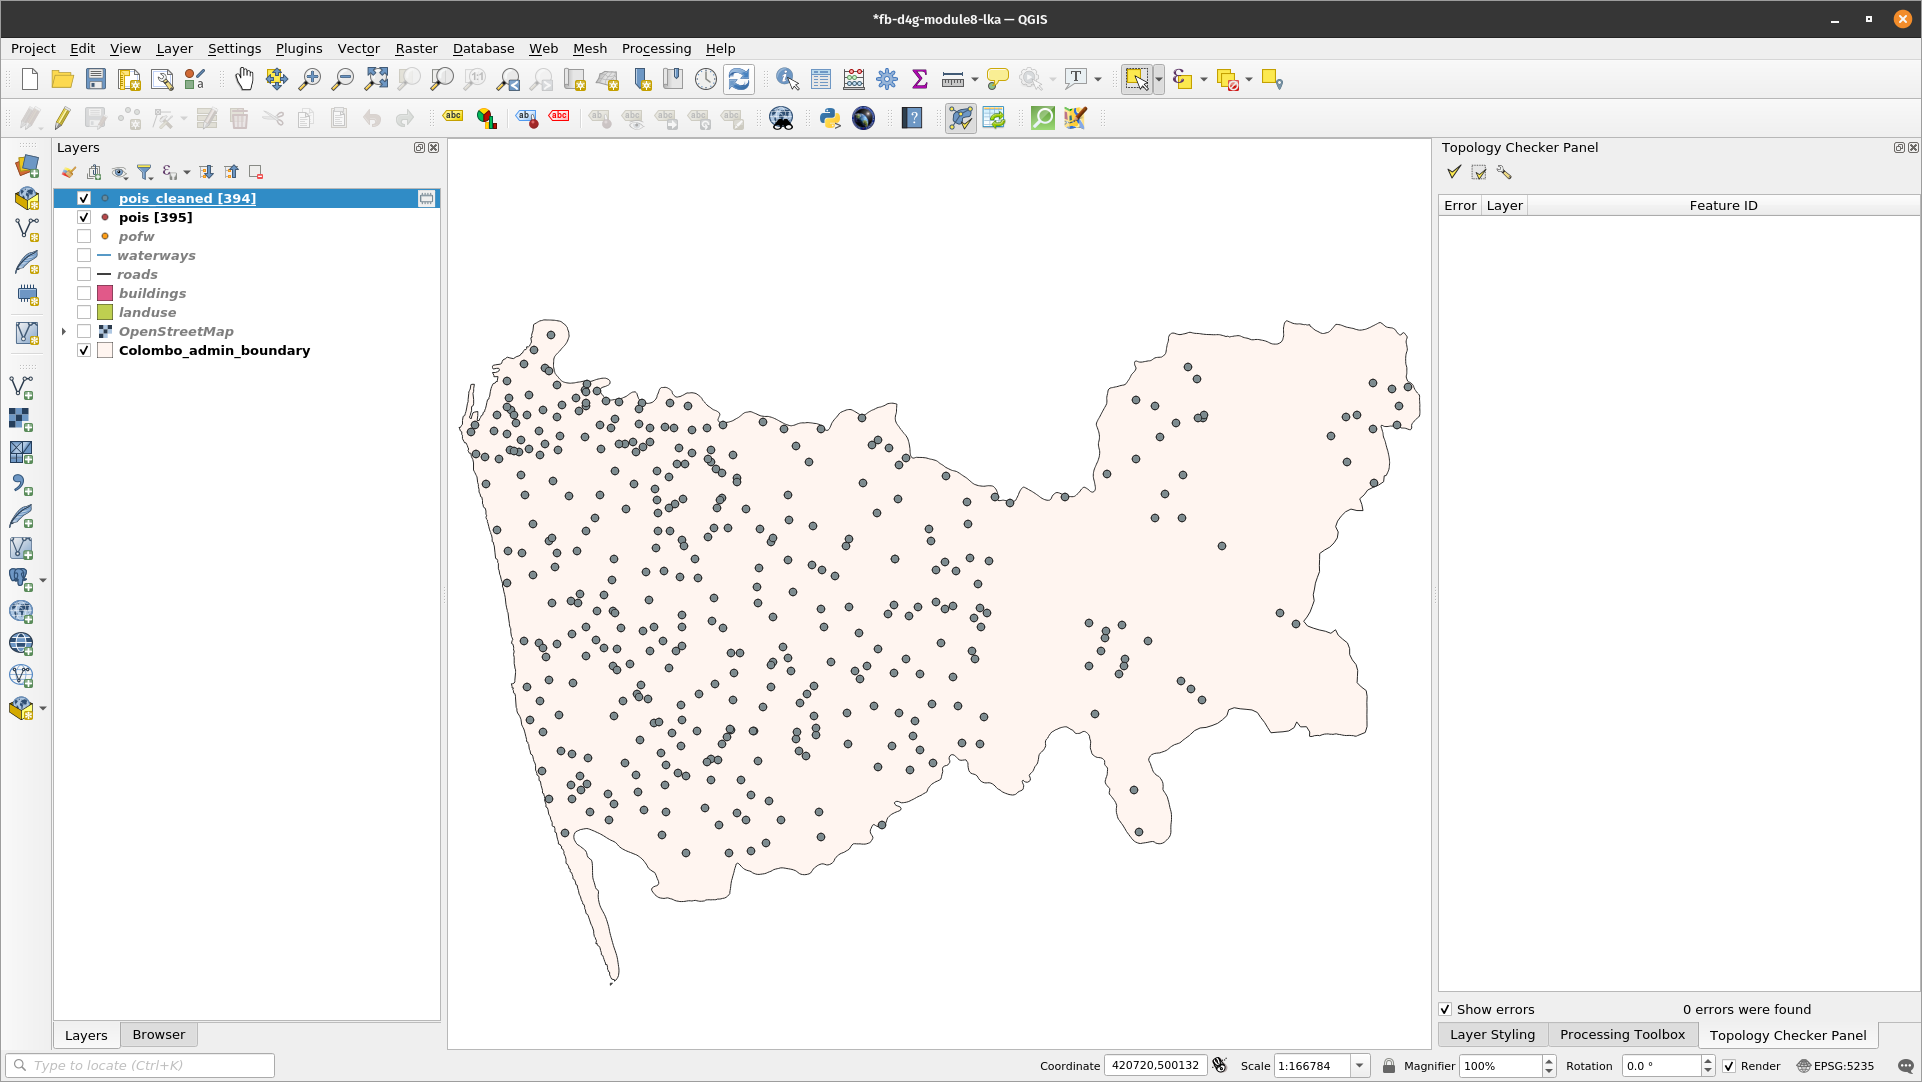 *fb-d4g-module8-lka — QGIS
Project Edit View Layer Settings Plugins Vector Raster Database Web Mesh Processing Help
Layers
pois_cleaned [394]
pois [395]
pofw
waterways
roads
buildings
landuse
OpenStreetMap
Colombo_admin_boundary
Layers Browser
Topology Checker Panel
Error Layer Feature ID
Show errors 0 errors were found
Layer Styling Processing Toolbox Topology Checker Panel
Type to locate (Ctrl+K) Coordinate 420720,500132 Scale 1:166784 Magnifier 100% Rotation 0.0 ° Render EPSG:5235